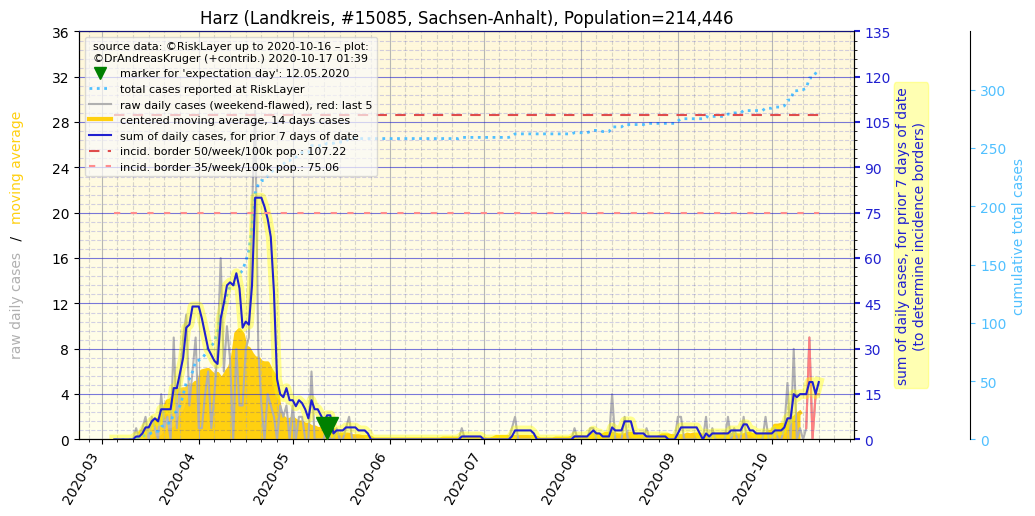 Harz (Landkreis, #15085, Sachsen-Anhalt), Population=214,446
source data: ©RiskLayer up to 2020-10-16 – plot:
©DrAndreasKruger (+contrib.) 2020-10-17 01:39
marker for 'expectation day': 12.05.2020
total cases reported at RiskLayer
raw daily cases (weekend-flawed), red: last 5
centered moving average, 14 days cases
sum of daily cases, for prior 7 days of date
incid. border 50/week/100k pop.: 107.22
incid. border 35/week/100k pop.: 75.06
raw daily cases / moving average
36
32
28
24
20
16
12
8
4
0
2020-03
2020-04
2020-05
2020-06
2020-07
2020-08
2020-09
2020-10
135
120
105
90
75
60
45
30
15
0
sum of daily cases, for prior 7 days of date
(to determine incidence borders)
300
250
200
150
100
50
0
cumulative total cases